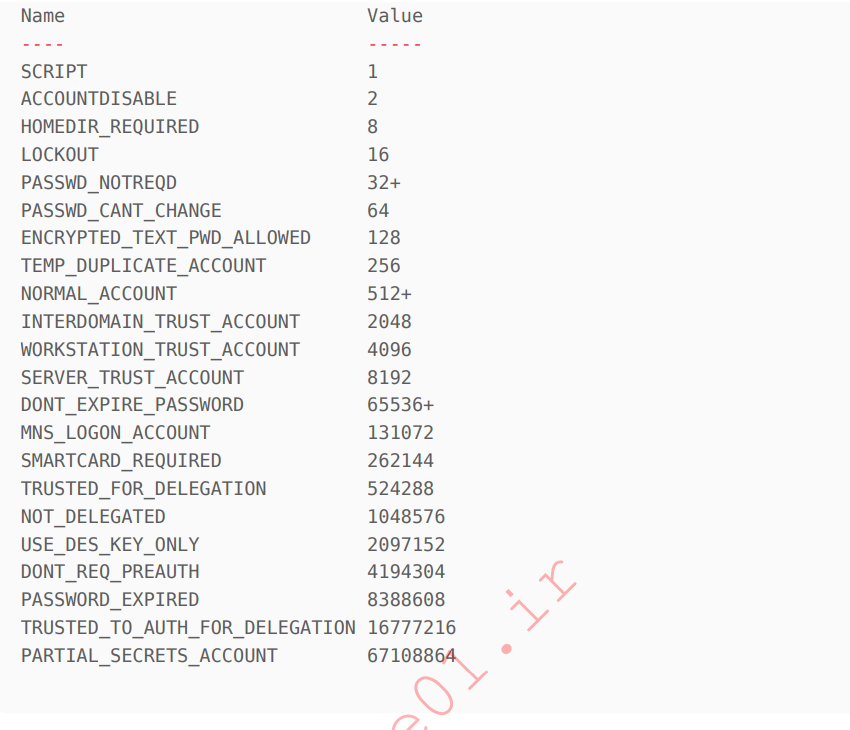 Name Value
---- -----
SCRIPT 1
ACCOUNTDISABLE 2
HOMEDIR_REQUIRED 8
LOCKOUT 16
PASSWD_NOTREQD 32+
PASSWD_CANT_CHANGE 64
ENCRYPTED_TEXT_PWD_ALLOWED 128
TEMP_DUPLICATE_ACCOUNT 256
NORMAL_ACCOUNT 512+
INTERDOMAIN_TRUST_ACCOUNT 2048
WORKSTATION_TRUST_ACCOUNT 4096
SERVER_TRUST_ACCOUNT 8192
DONT_EXPIRE_PASSWORD 65536+
MNS_LOGON_ACCOUNT 131072
SMARTCARD_REQUIRED 262144
TRUSTED_FOR_DELEGATION 524288
NOT_DELEGATED 1048576
USE_DES_KEY_ONLY 2097152
DONT_REQ_PREAUTH 4194304
PASSWORD_EXPIRED 8388608
TRUSTED_TO_AUTH_FOR_DELEGATION 16777216
PARTIAL_SECRETS_ACCOUNT 67108864